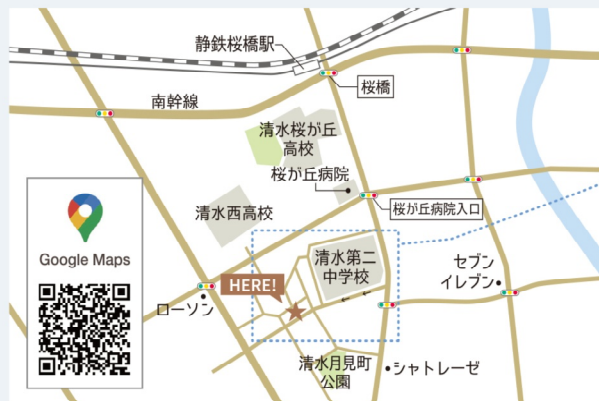 静鉄桜橋駅
桜橋
南幹線
清水桜が丘
高校
桜が丘病院
桜が丘病院入口
清水西高校
Google Maps
清水第二
中学校
セブン
イレブン
HERE!
ローソン
清水月見町
公園
シャトレーゼ